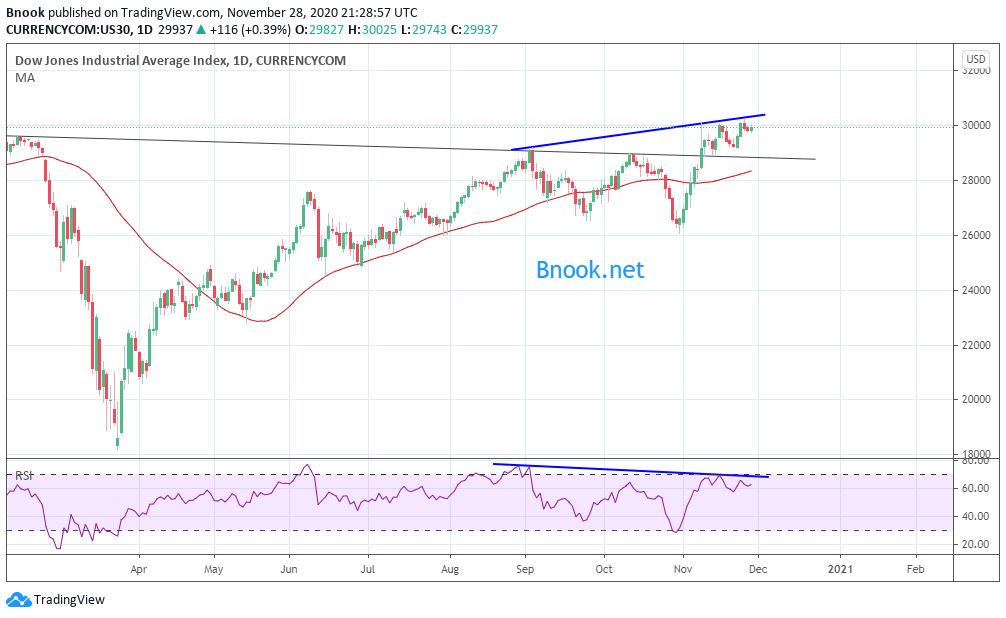 Bnook published on TradingView.com, November 28, 2020 21:28:57 UTC
CURRENCYCOM:US30, 1D 29937 ▲ +116 (+0.39%) O:29827 H:30025 L:29743 C:29937
Dow Jones Industrial Average Index, 1D, CURRENCYCOM
MA
USD
32000
30000
28000
26000
Bnook.net
24000
22000
20000
18000
RSI
80.00
60.00
40.00
20.00
Apr May Jun Jul Aug Sep Oct Nov Dec 2021 Feb
TradingView